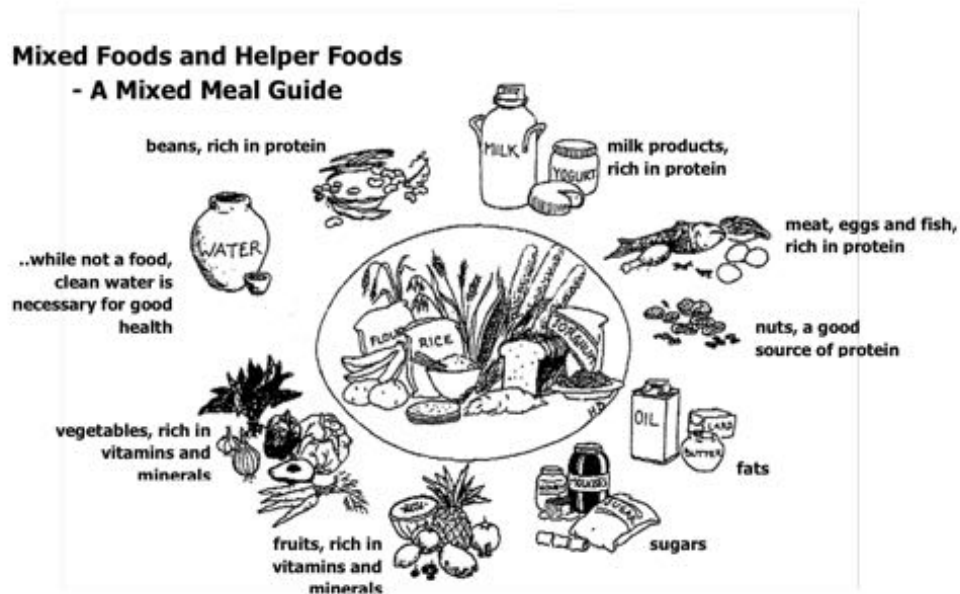 Mixed Foods and Helper Foods
- A Mixed Meal Guide
beans, rich in protein
MILK
YOGURT
milk products,
rich in protein
WATER
meat, eggs and fish,
rich in protein
..while not a food,
clean water is
necessary for good
health
FLOUR
RICE
SORGHUM
nuts, a good
source of protein
OIL
LARD
BUTTER
fats
vegetables, rich in
vitamins and
minerals
MOLASSES
SUGAR
sugars
fruits, rich in
vitamins and
minerals